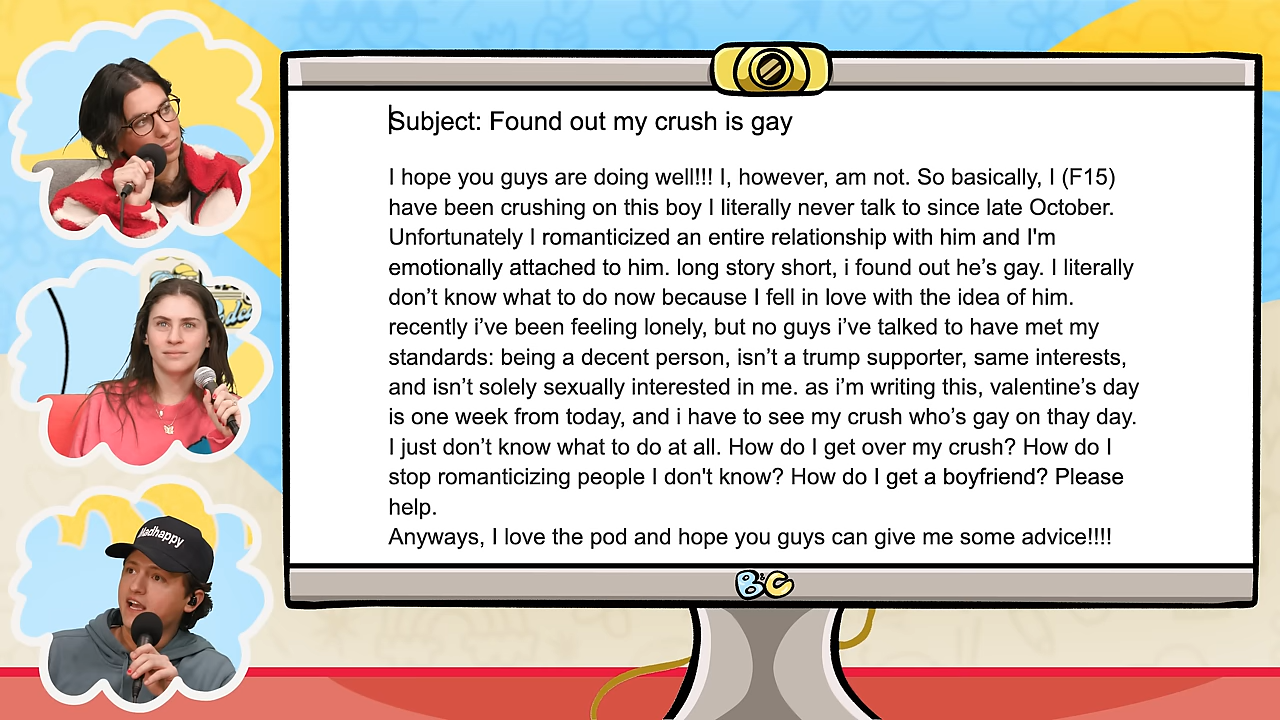 Subject: Found out my crush is gay
I hope you guys are doing well!!! I, however, am not. So basically, I (F15)
have been crushing on this boy I literally never talk to since late October.
Unfortunately I romanticized an entire relationship with him and I'm
emotionally attached to him. long story short, i found out he’s gay. I literally
don’t know what to do now because I fell in love with the idea of him.
recently i’ve been feeling lonely, but no guys i’ve talked to have met my
standards: being a decent person, isn’t a trump supporter, same interests,
and isn’t solely sexually interested in me. as i’m writing this, valentine’s day
is one week from today, and i have to see my crush who’s gay on thay day.
I just don’t know what to do at all. How do I get over my crush? How do I
stop romanticizing people I don't know? How do I get a boyfriend? Please
help.
Anyways, I love the pod and hope you guys can give me some advice!!!!
B&C
Madhappy